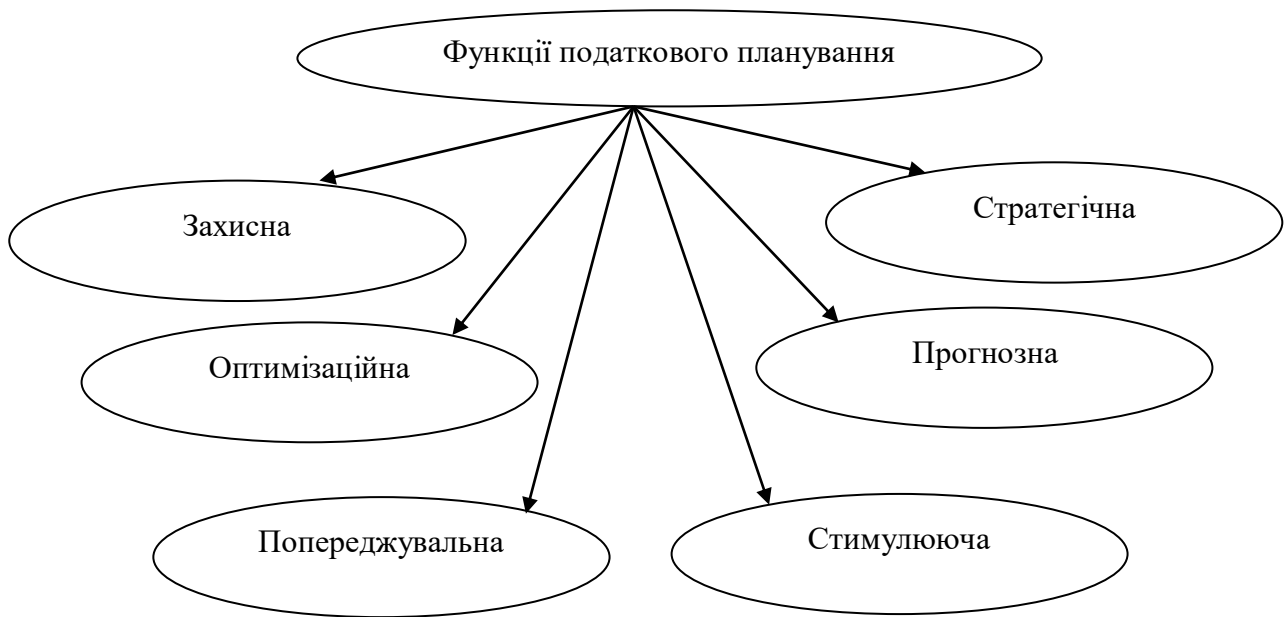 Функції податкового планування
Захисна
Стратегічна
Оптимізаційна
Прогнозна
Попереджувальна
Стимулююча